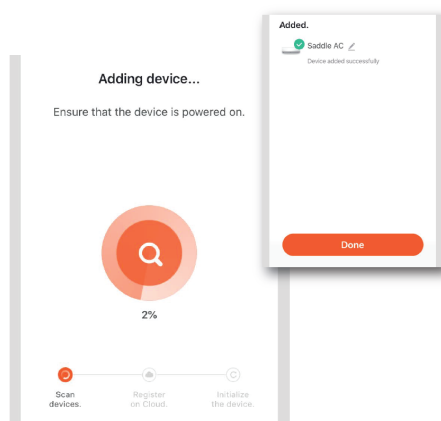 Adding device...
Ensure that the device is powered on.
2%
Scan
devices.
Register
on Cloud.
Initialize
the device.
Added.
Saddle AC
Device added successfully
Done